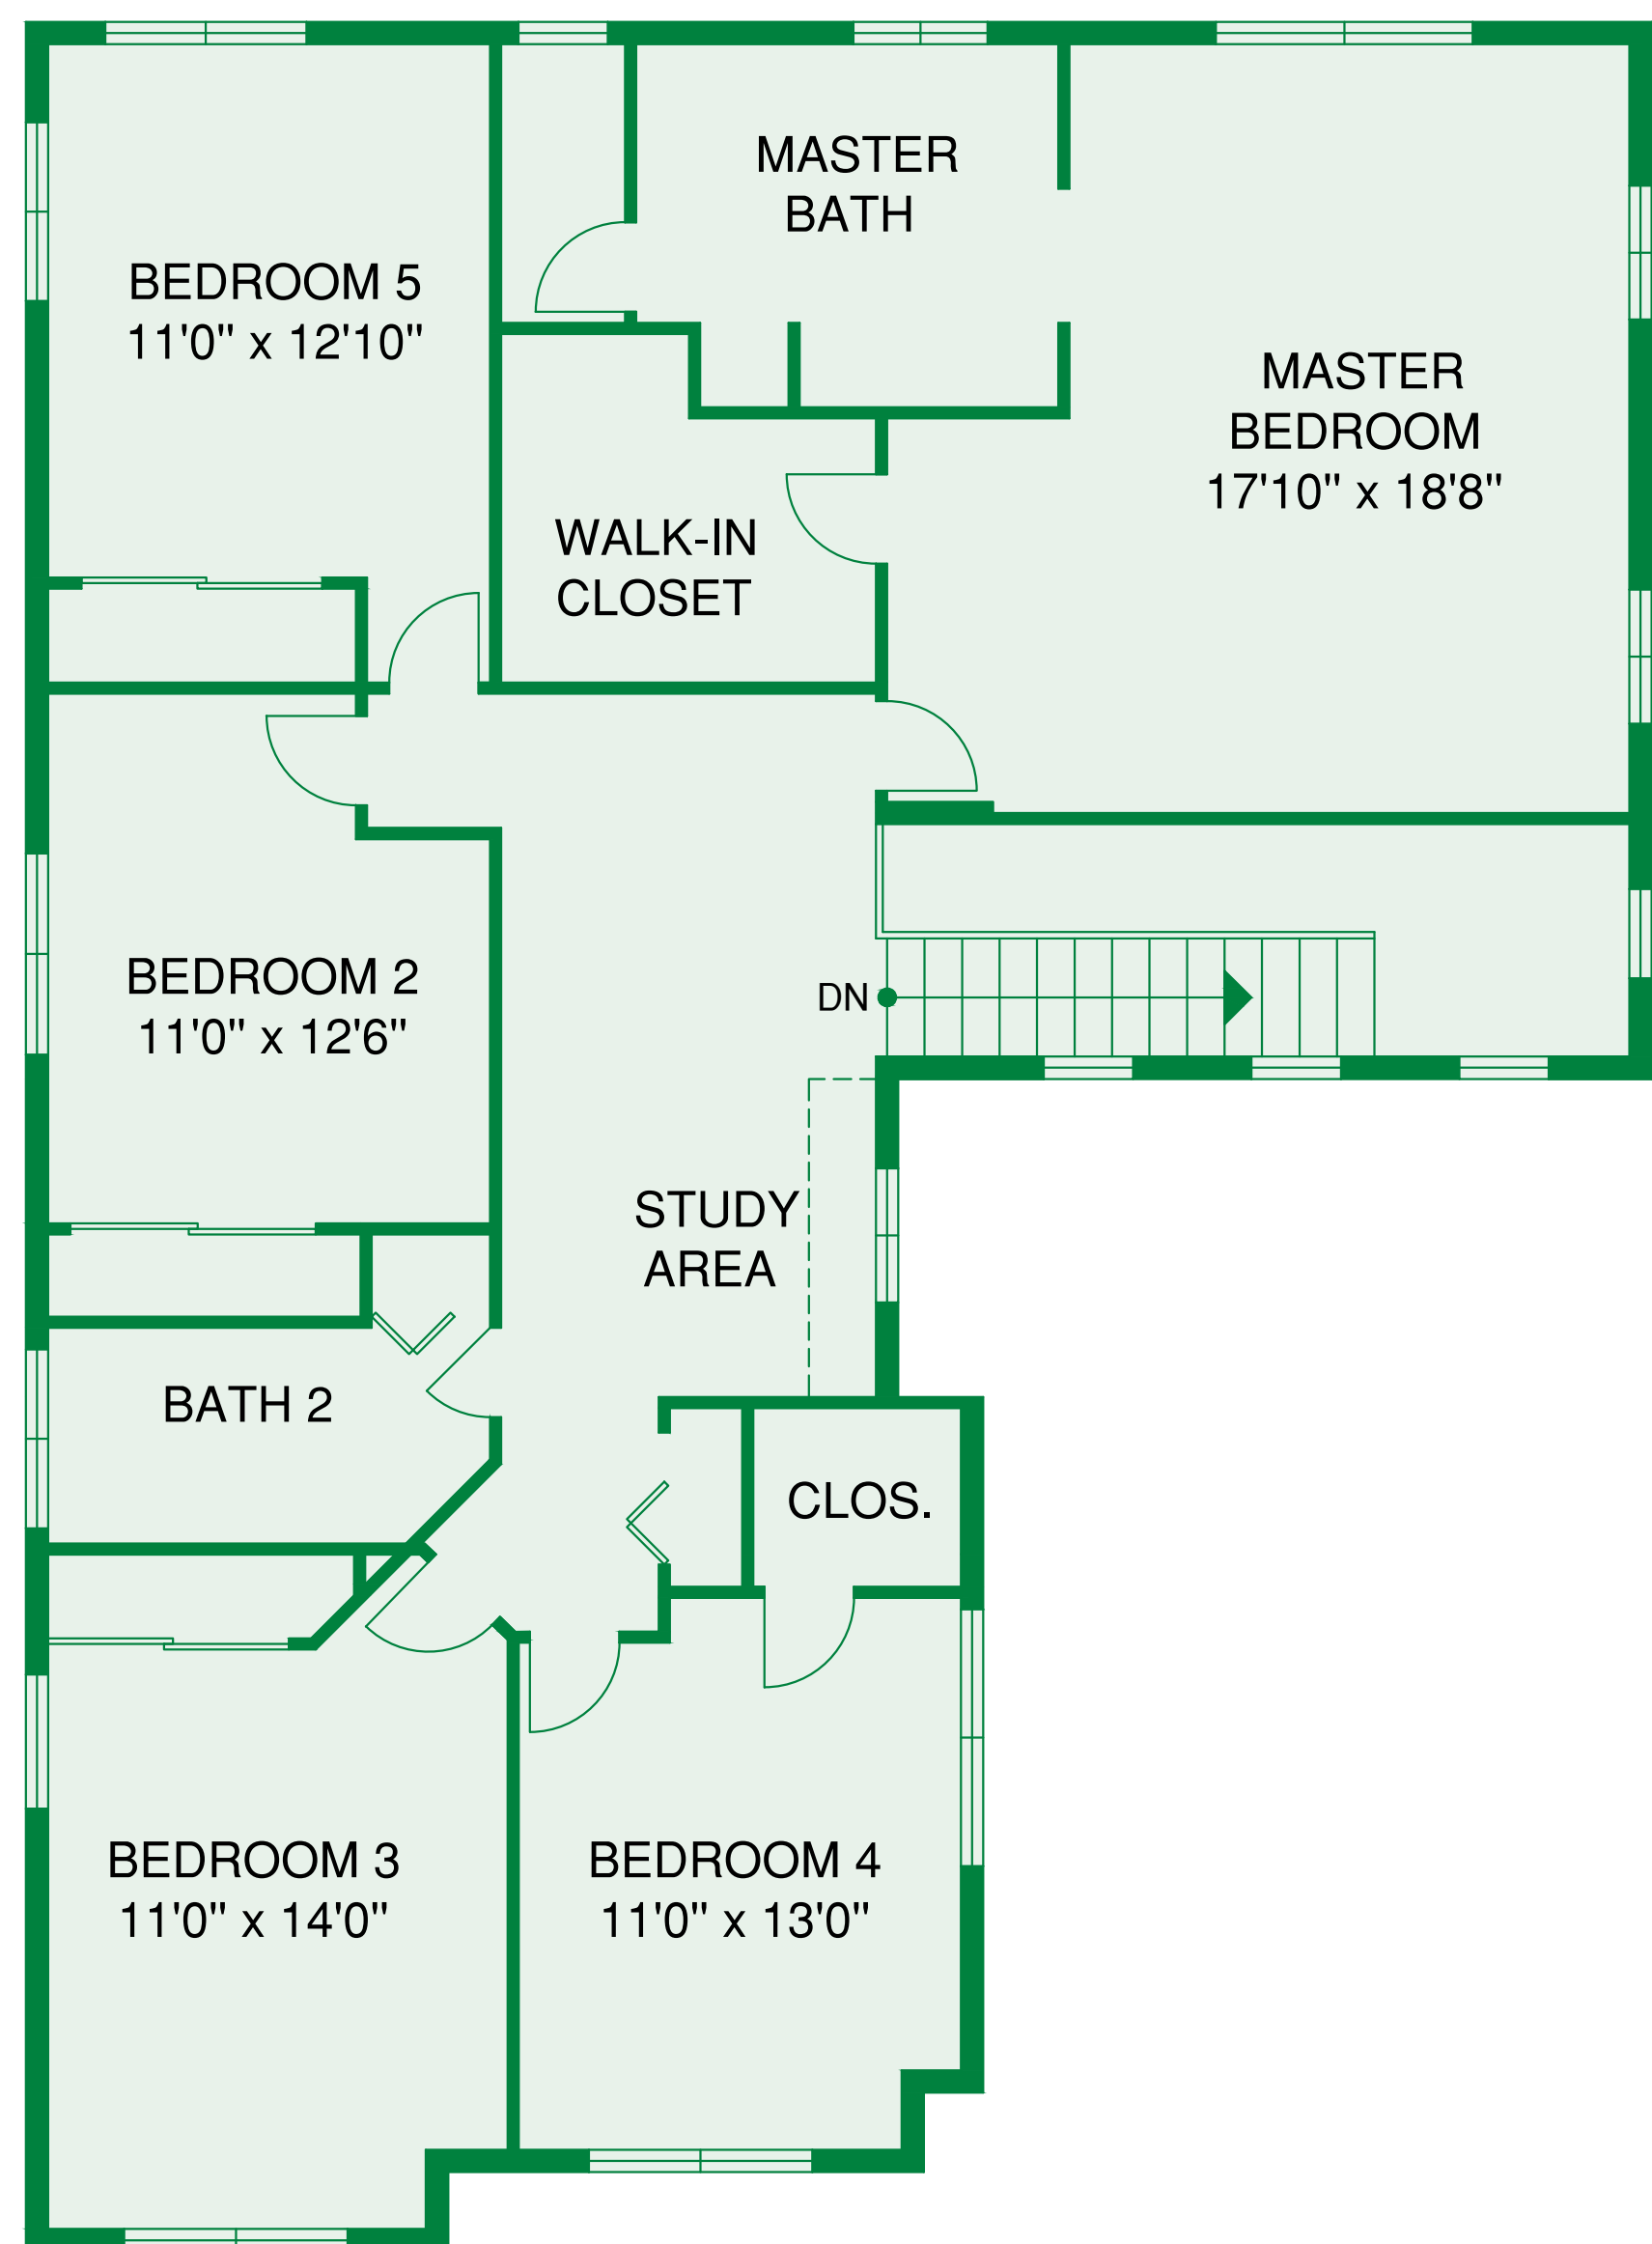 MASTER
BATH
BEDROOM 5
11'0" x 12'10"
MASTER
BEDROOM
17'10" x 18'8"
WALK-IN
CLOSET
BEDROOM 2
11'0" x 12'6"
DN
STUDY
AREA
BATH 2
CLOS.
BEDROOM 3
11'0" x 14'0"
BEDROOM 4
11'0" x 13'0"